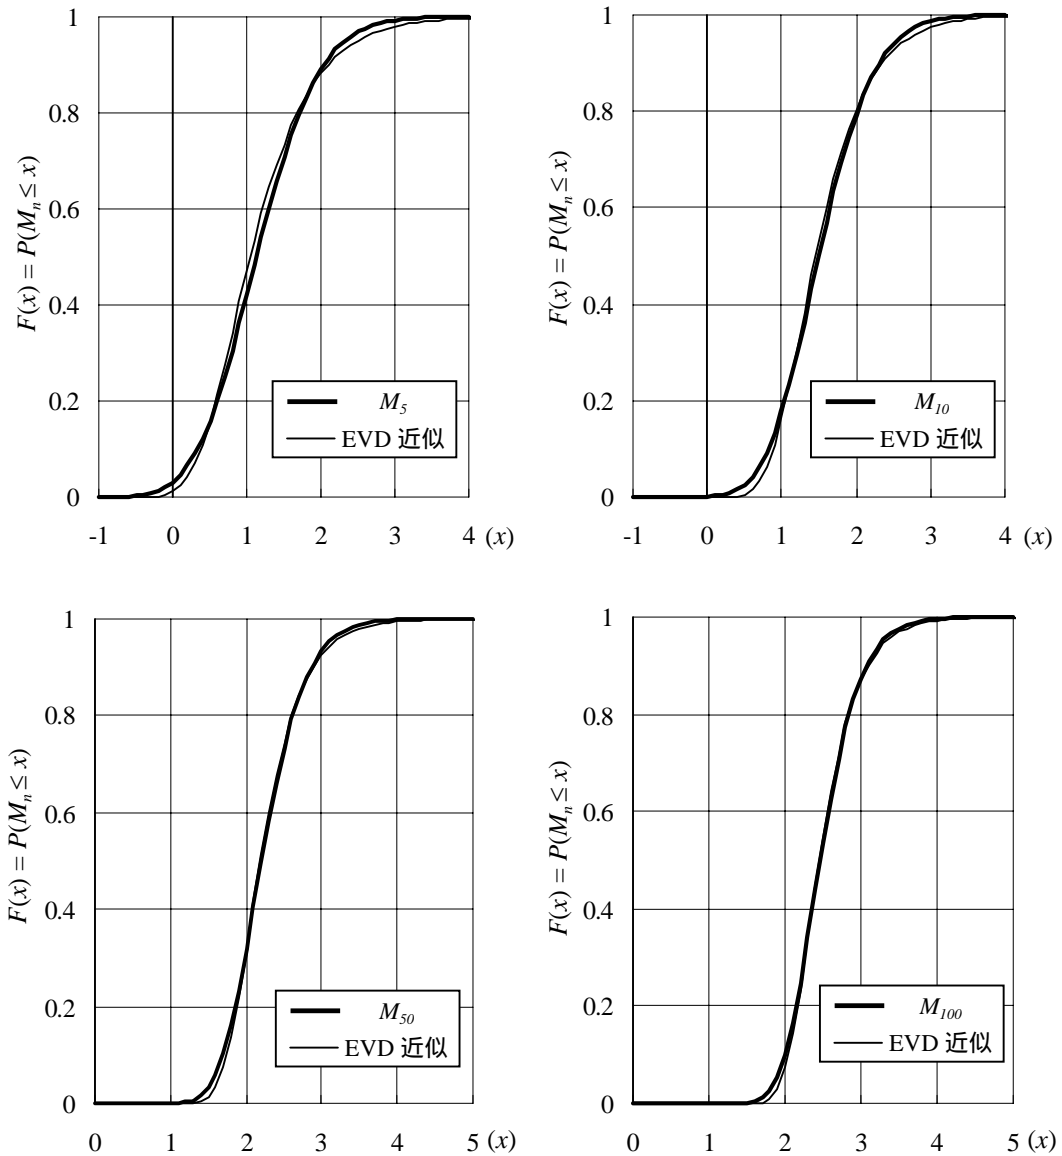 1
0.8
0.6
0.4
0.2
0
F(x) = P(Mₙ ≤ x)
M₅
EVD 近似
-1 0 1 2 3 4 (x)
1
0.8
0.6
0.4
0.2
0
F(x) = P(Mₙ ≤ x)
M₁₀
EVD 近似
-1 0 1 2 3 4 (x)
1
0.8
0.6
0.4
0.2
0
F(x) = P(Mₙ ≤ x)
M₅₀
EVD 近似
0 1 2 3 4 5 (x)
1
0.8
0.6
0.4
0.2
0
F(x) = P(Mₙ ≤ x)
M₁₀₀
EVD 近似
0 1 2 3 4 5 (x)